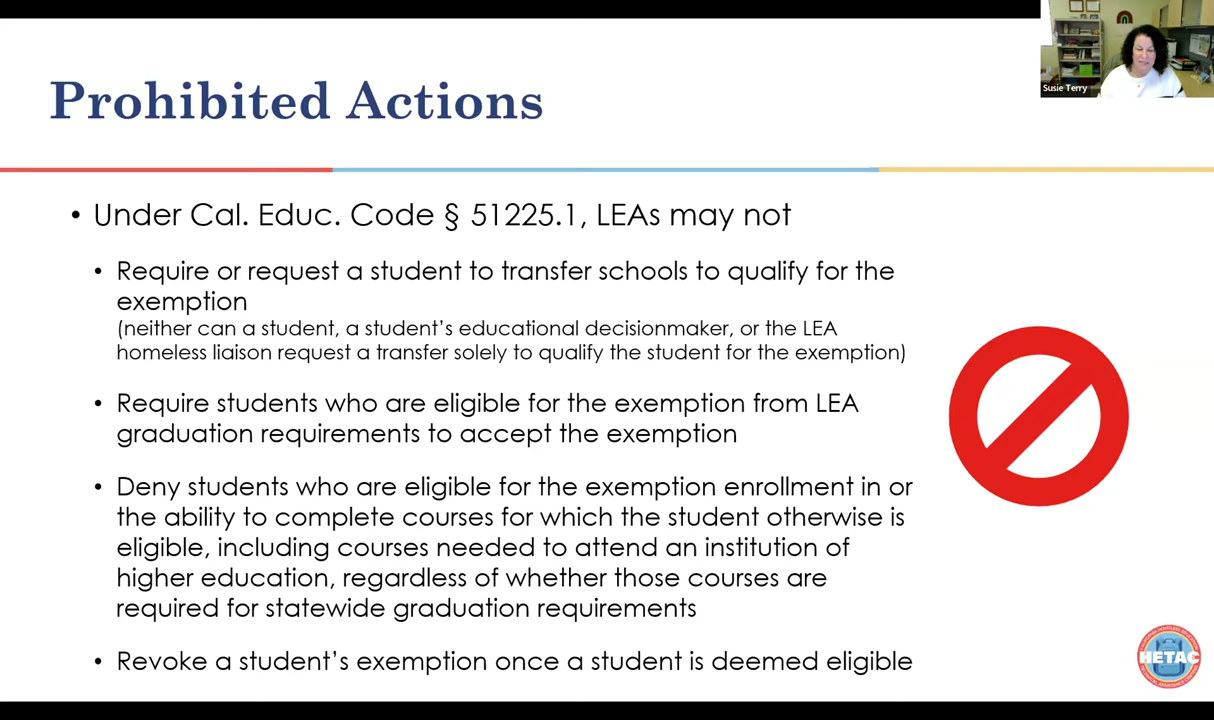 Susie Terry
Prohibited Actions
• Under Cal. Educ. Code § 51225.1, LEAs may not
• Require or request a student to transfer schools to qualify for the
exemption
(neither can a student, a student's educational decisionmaker, or the LEA
homeless liaison request a transfer solely to qualify the student for the exemption)
• Require students who are eligible for the exemption from LEA
graduation requirements to accept the exemption
• Deny students who are eligible for the exemption enrollment in or
the ability to complete courses for which the student otherwise is
eligible, including courses needed to attend an institution of
higher education, regardless of whether those courses are
required for statewide graduation requirements
• Revoke a student's exemption once a student is deemed eligible
HETAC